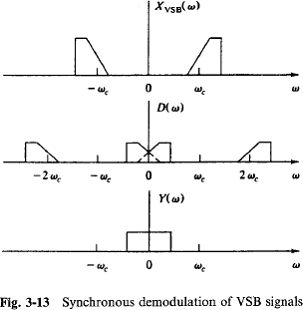 X_VSB(ω)
−ω_c 0 ω_c ω
D(ω)
−2ω_c −ω_c 0 ω_c 2ω_c ω
Y(ω)
−ω_c 0 ω_c ω
Fig. 3-13 Synchronous demodulation of VSB signals